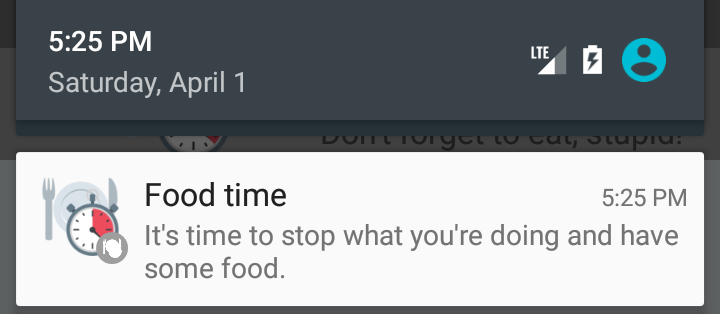 5:25 PM
LTE
Saturday, April 1
Don't forget to eat, stupid!
Food time
5:25 PM
It's time to stop what you're doing and have
some food.